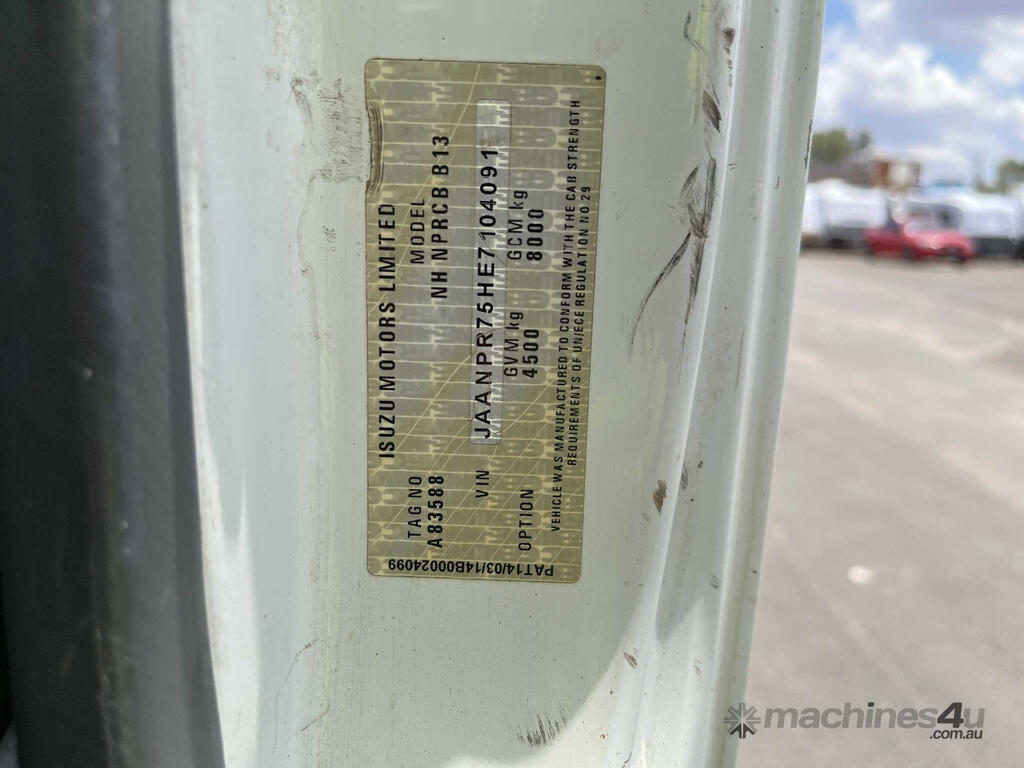 ISUZU MOTORS LIMITED
TAG NO MODEL
A83588 NH NPRCB B13
VIN JAANPR75HE7104091
GVM kg GCM kg
OPTION 4500 8000
VEHICLE WAS MANUFACTURED TO CONFORM WITH THE CAB STRENGTH
REQUIREMENTS OF UN/ECE REGULATION NO.29
PAT14/03/14B00024099
machines4u
.com.au